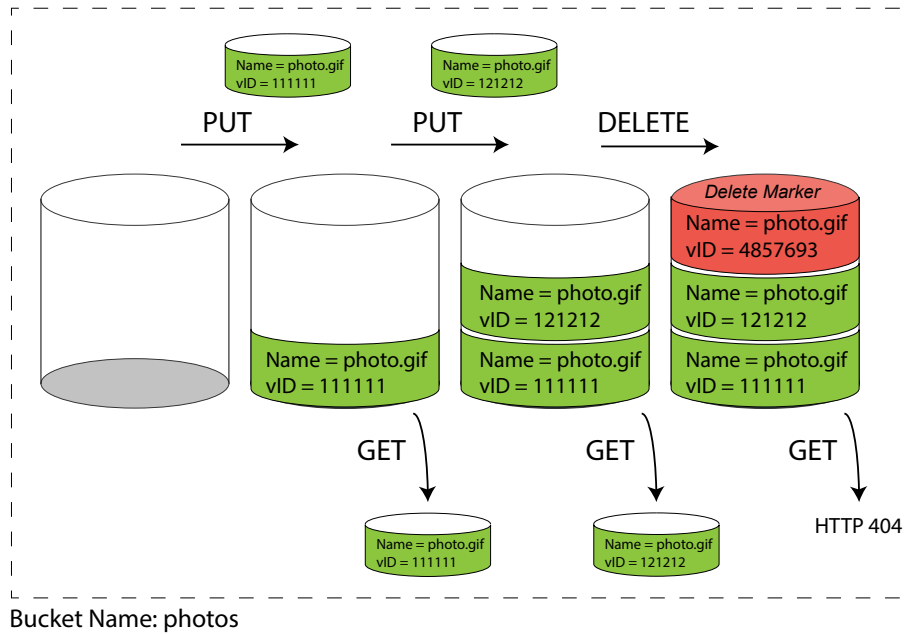 Name = photo.gif
vID = 111111
Name = photo.gif
vID = 121212
PUT
PUT
DELETE
Delete Marker
Name = photo.gif
vID = 4857693
Name = photo.gif
vID = 121212
Name = photo.gif
vID = 121212
Name = photo.gif
vID = 111111
Name = photo.gif
vID = 111111
Name = photo.gif
vID = 111111
GET
GET
GET
Name = photo.gif
vID = 111111
Name = photo.gif
vID = 121212
HTTP 404
Bucket Name: photos